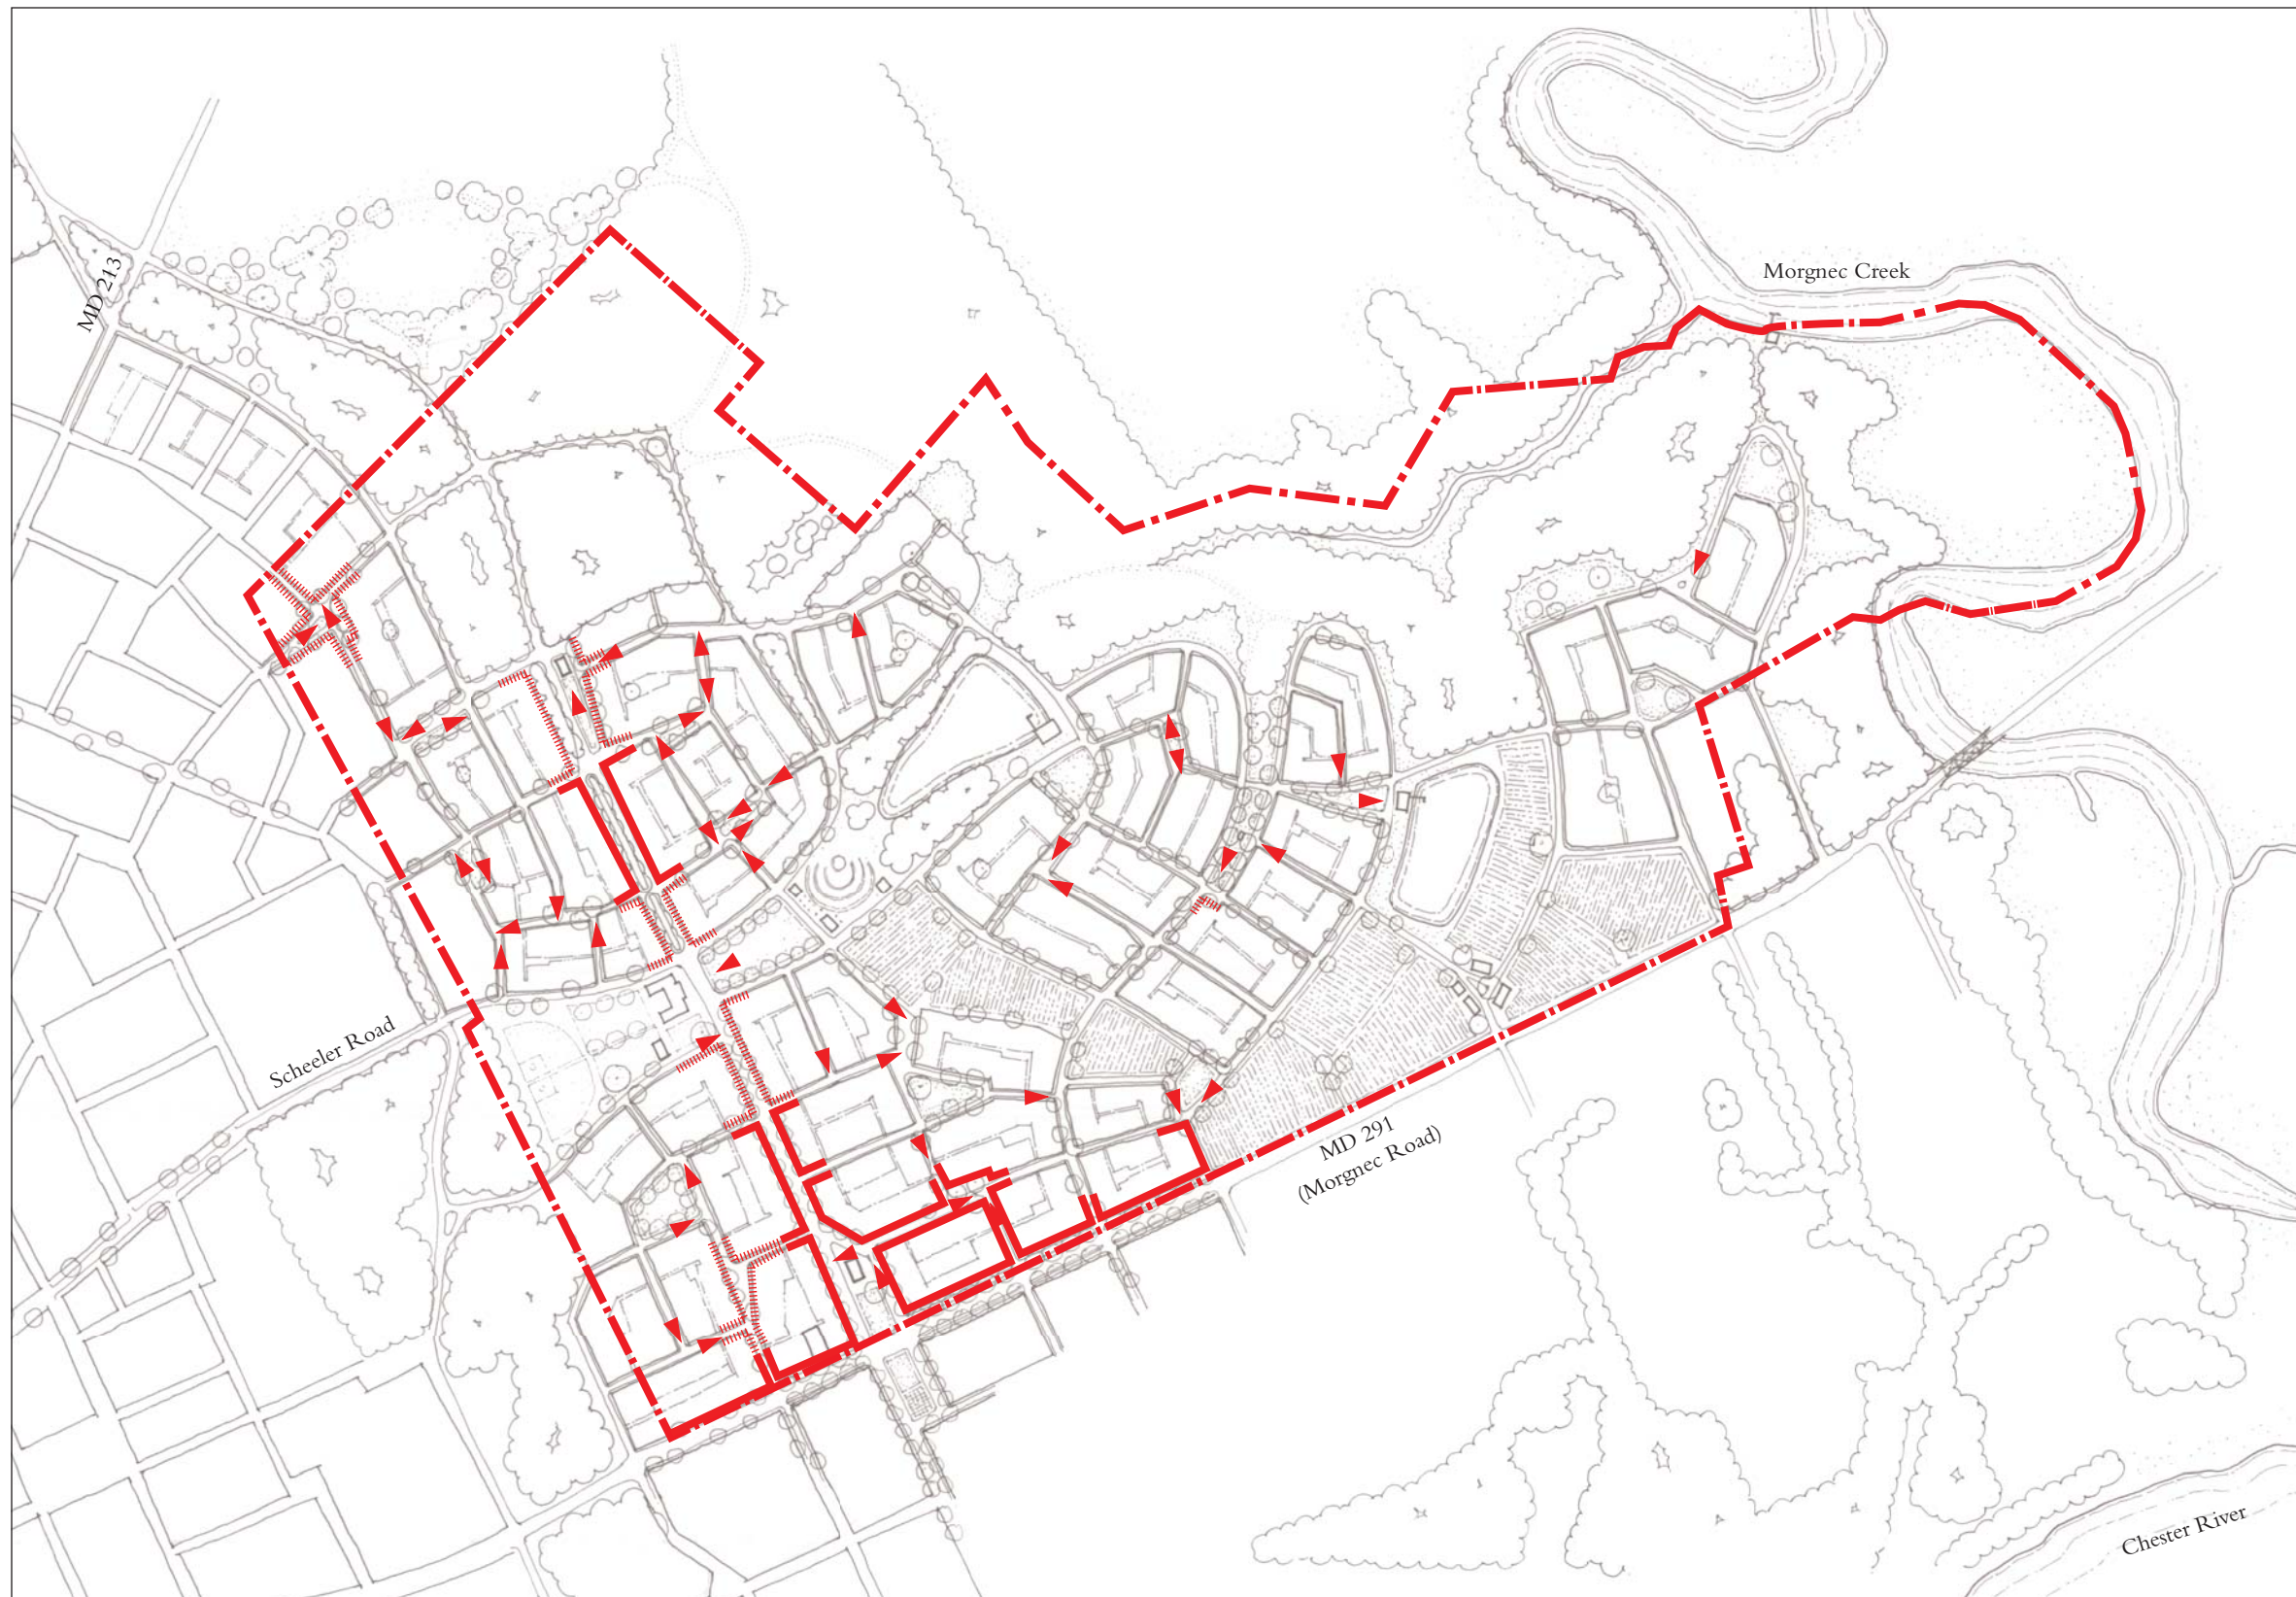 Morgnec Creek
MD 213
Scheeler Road
MD 291
(Morgnec Road)
Chester River